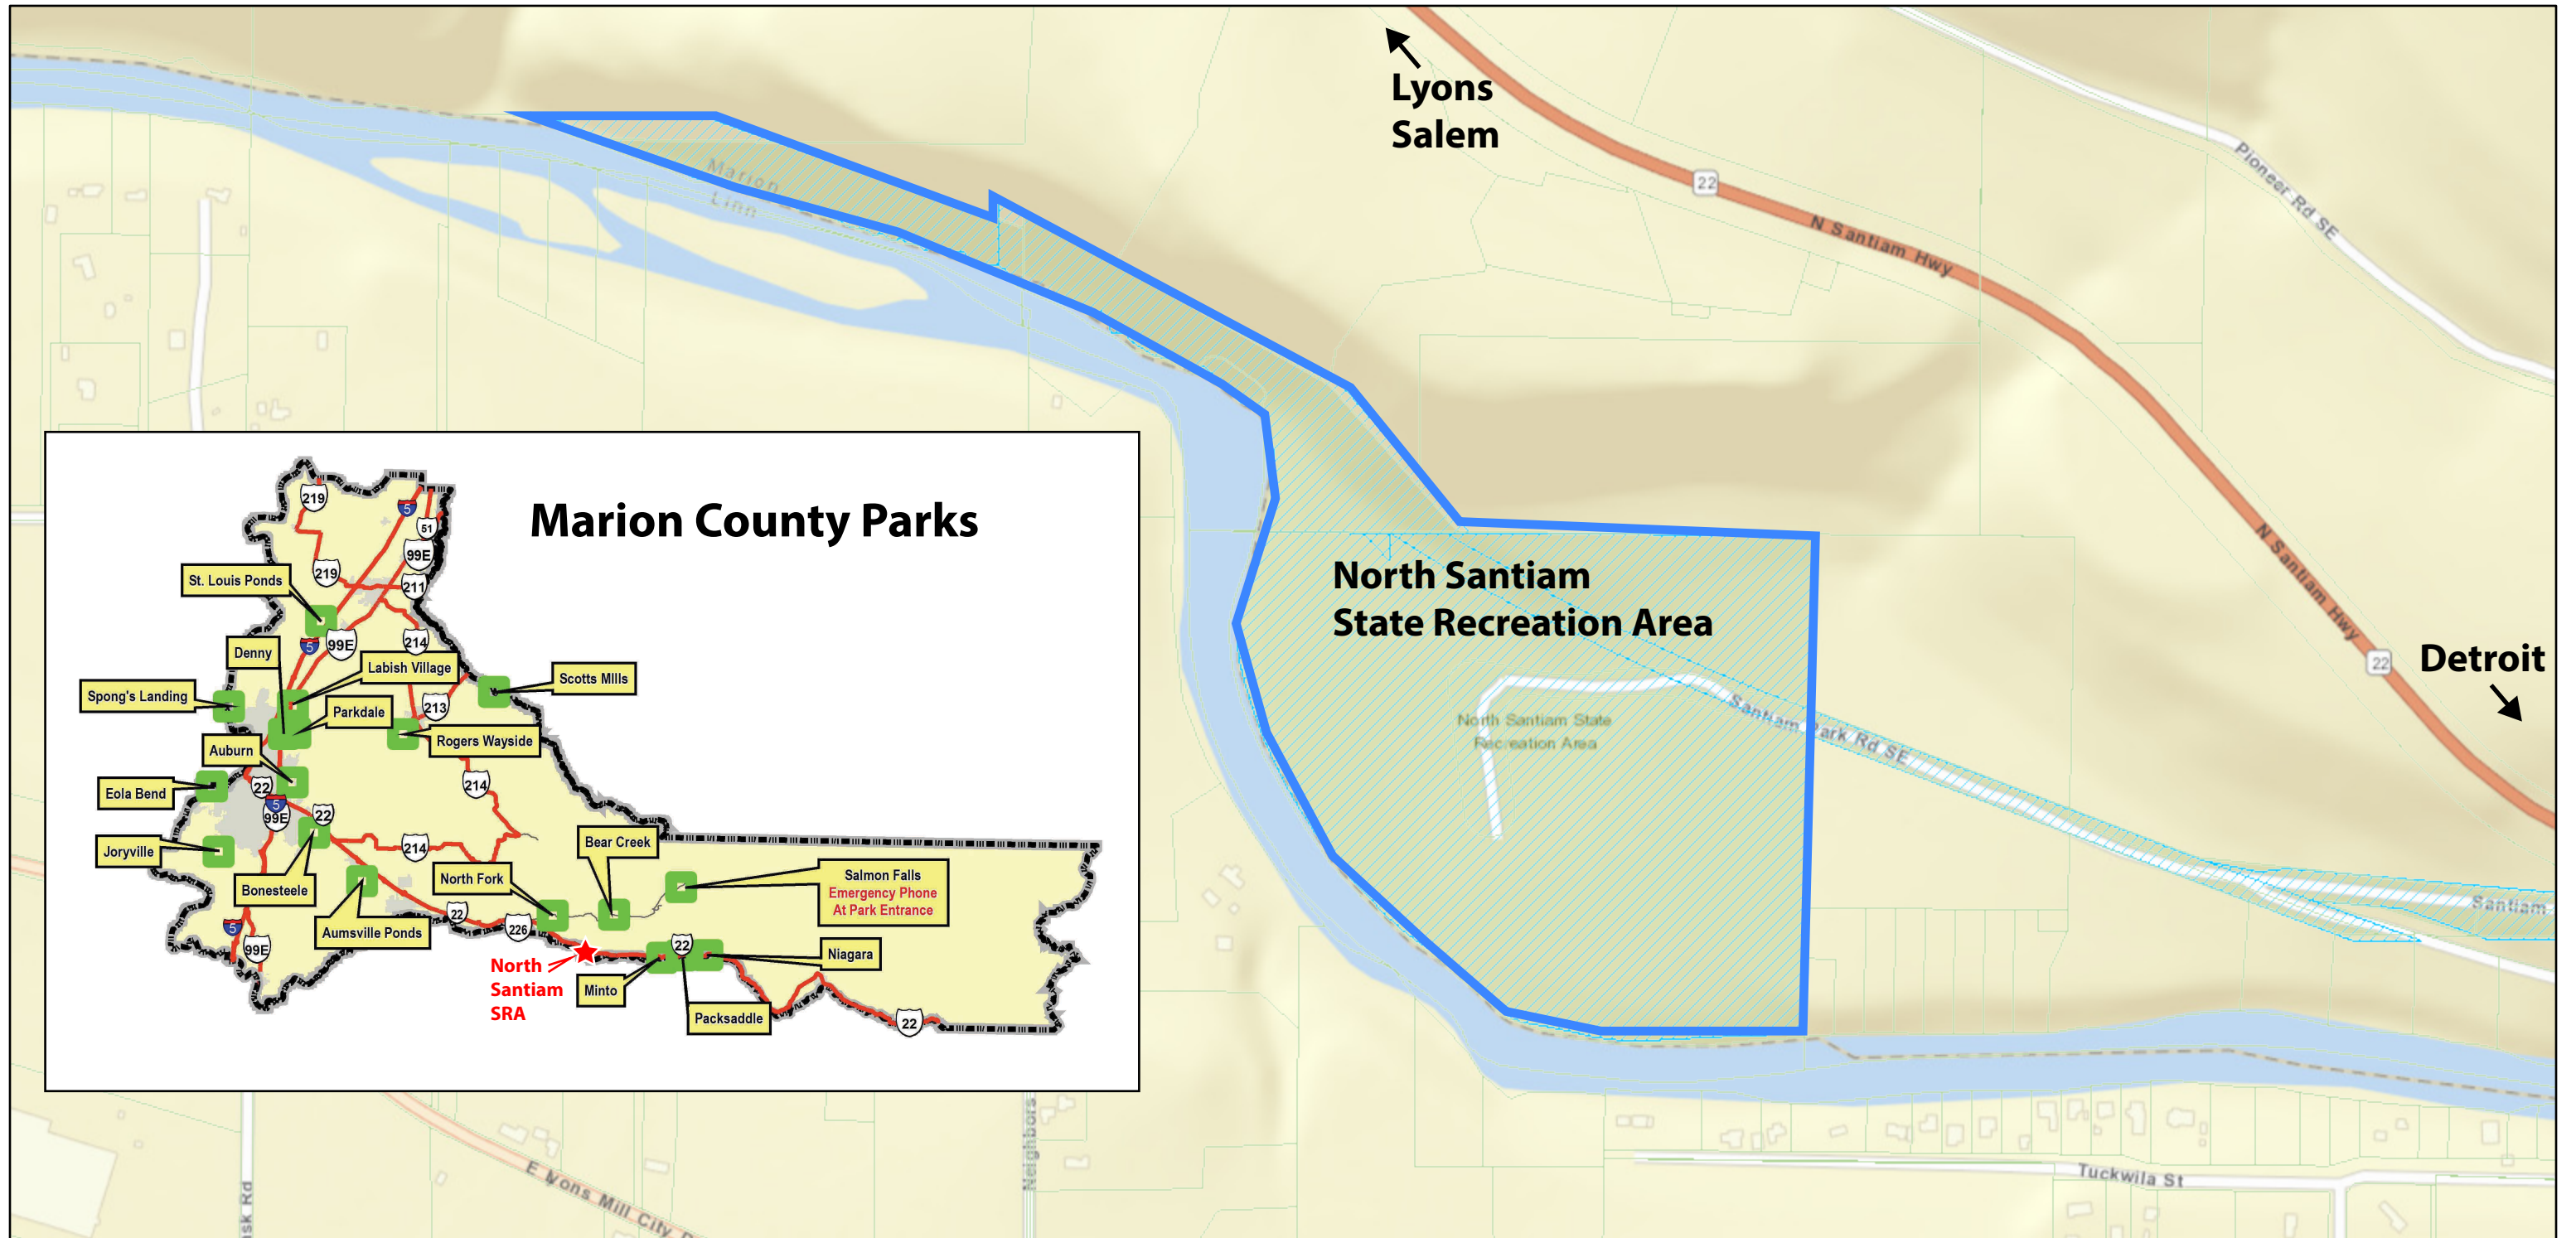 Lyons
Salem
22
N Santiam Hwy
Pioneer Rd SE
Marion
Linn
N Santiam Hwy
22
Detroit
North Santiam
State Recreation Area
North Santiam State
Recreation Area
Santiam Park Rd SE
Santiam
Tuckwila St
Neighbors
E Lyons Mill City
sk Rd
Marion County Parks
219
5
51
99E
219
211
St. Louis Ponds
5
99E
214
Denny
Labish Village
Scotts MIlls
Spong's Landing
Parkdale
213
Rogers Wayside
Auburn
214
Eola Bend
22
5
99E
22
Joryville
214
Bear Creek
Bonesteele
North Fork
Salmon Falls
Emergency Phone
At Park Entrance
22
226
Aumsville Ponds
5
99E
22
Niagara
North
Santiam
SRA
Minto
Packsaddle
22